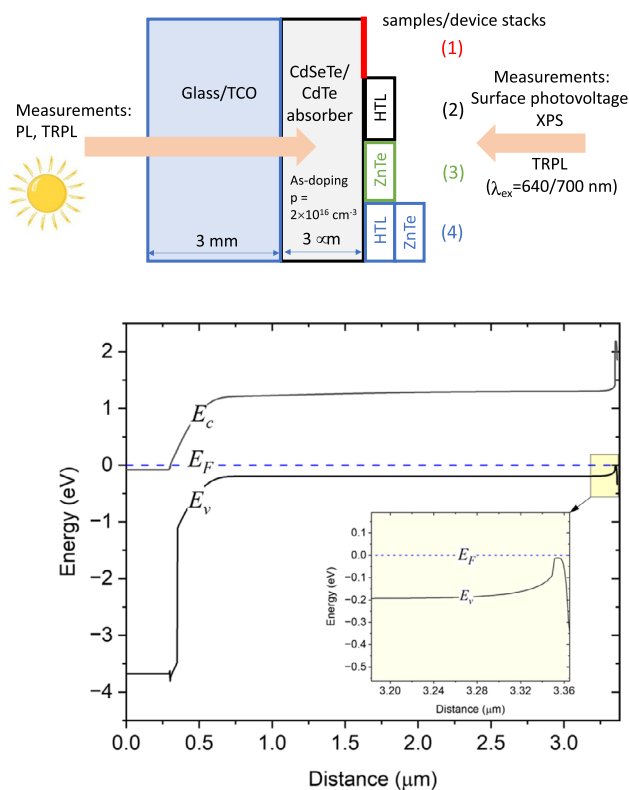 samples/device stacks
(1)
Glass/TCO
CdSeTe/
CdTe
absorber
As-doping
p =
2×10¹⁶ cm⁻³
3 mm
3 ∝m
Measurements:
PL, TRPL
HTL
(2)
ZnTe
(3)
HTL
ZnTe
(4)
Measurements:
Surface photovoltage
XPS
TRPL
(λex=640/700 nm)
Energy (eV)
2
1
0
−1
−2
−3
−4
Ec
EF
Ev
0.0
0.5
1.0
1.5
2.0
2.5
3.0
Distance (μm)
Energy (eV)
0.1
0.0
-0.1
-0.2
-0.3
-0.4
-0.5
EF
Ev
3.20
3.24
3.28
3.32
3.36
Distance (μm)